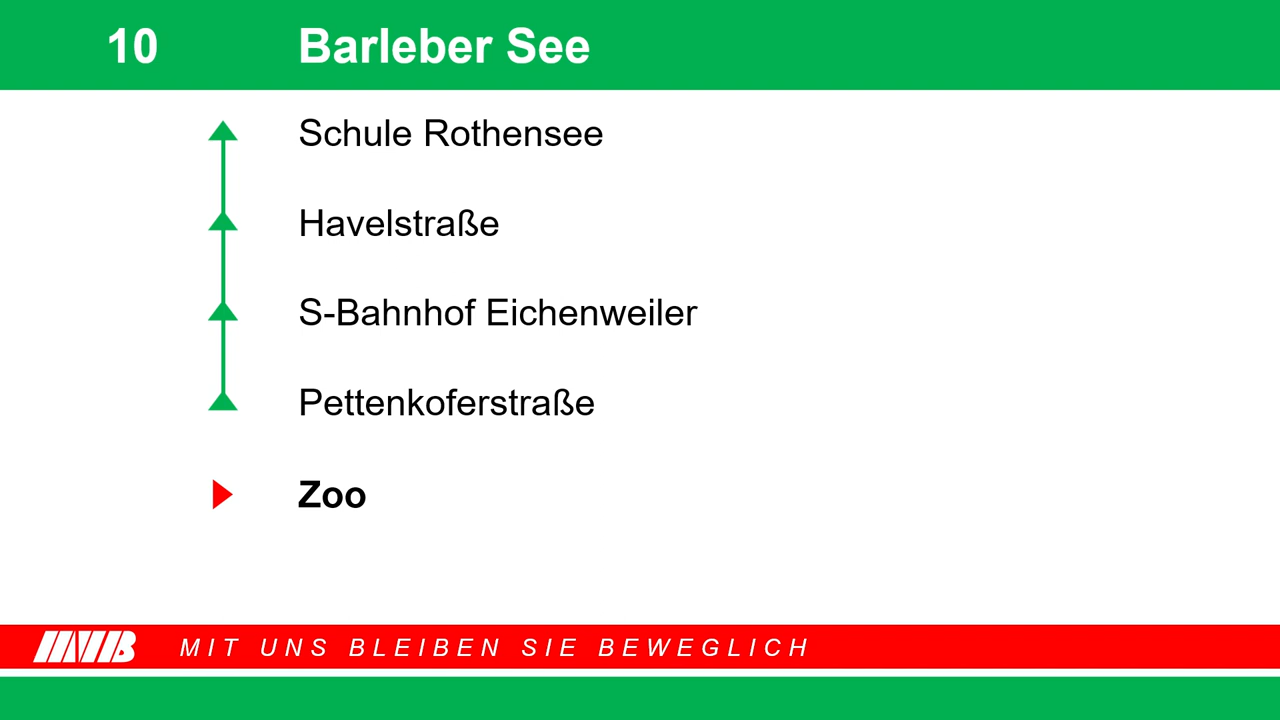 10 Barleber See
Schule Rothensee
Havelstraße
S-Bahnhof Eichenweiler
Pettenkoferstraße
Zoo
MVB MIT UNS BLEIBEN SIE BEWEGLICH